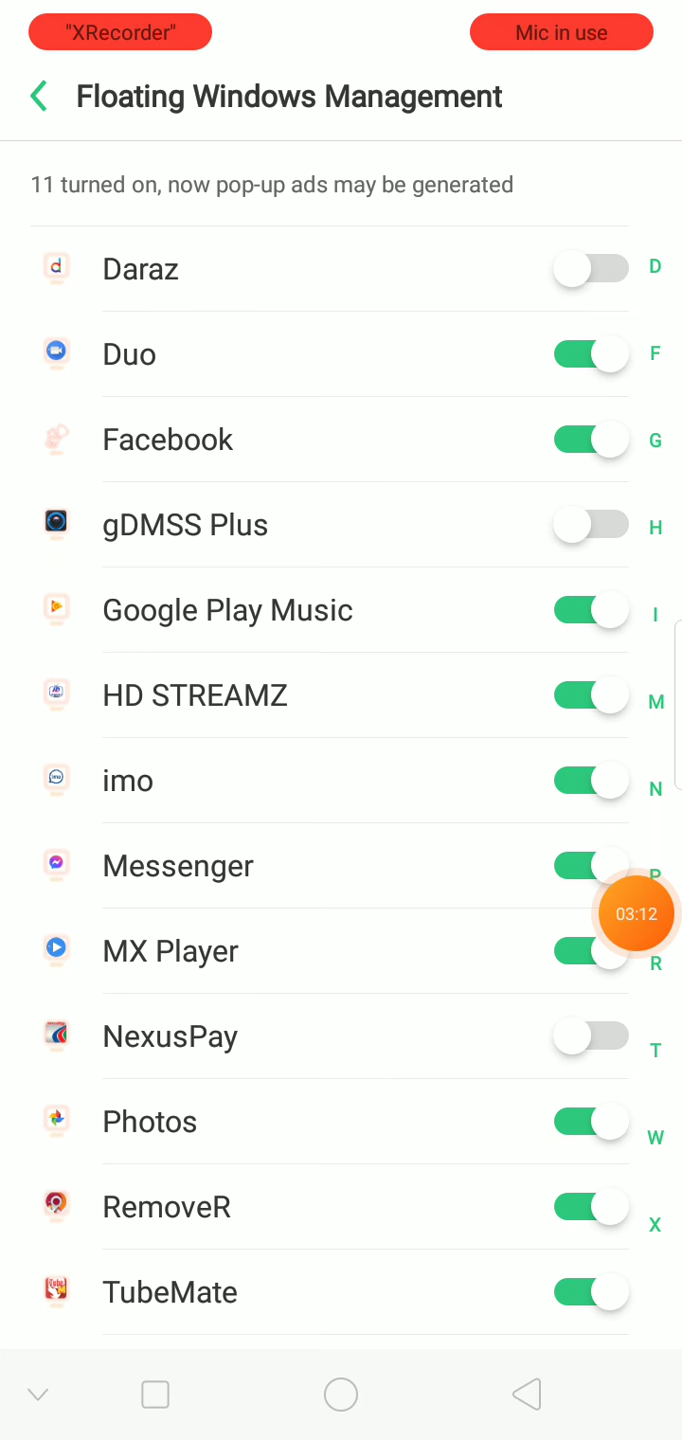 "XRecorder" Mic in use
Floating Windows Management
11 turned on, now pop-up ads may be generated
Daraz D
Duo F
Facebook G
gDMSS Plus H
Google Play Music I
HD STREAMZ M
imo N
Messenger P
03:12
MX Player R
NexusPay T
Photos W
RemoveR X
TubeMate